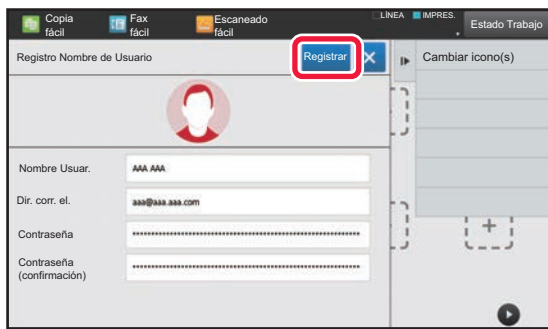 Copia
fácil
Fax
fácil
Escaneado
fácil
LÍNEA
IMPRES.
Estado Trabajo
Registro Nombre de Usuario
Registrar
Cambiar icono(s)
Nombre Usuar.
AAA AAA
Dir. corr. el.
aaa@aaa.aaa.com
Contraseña
Contraseña
(confirmación)